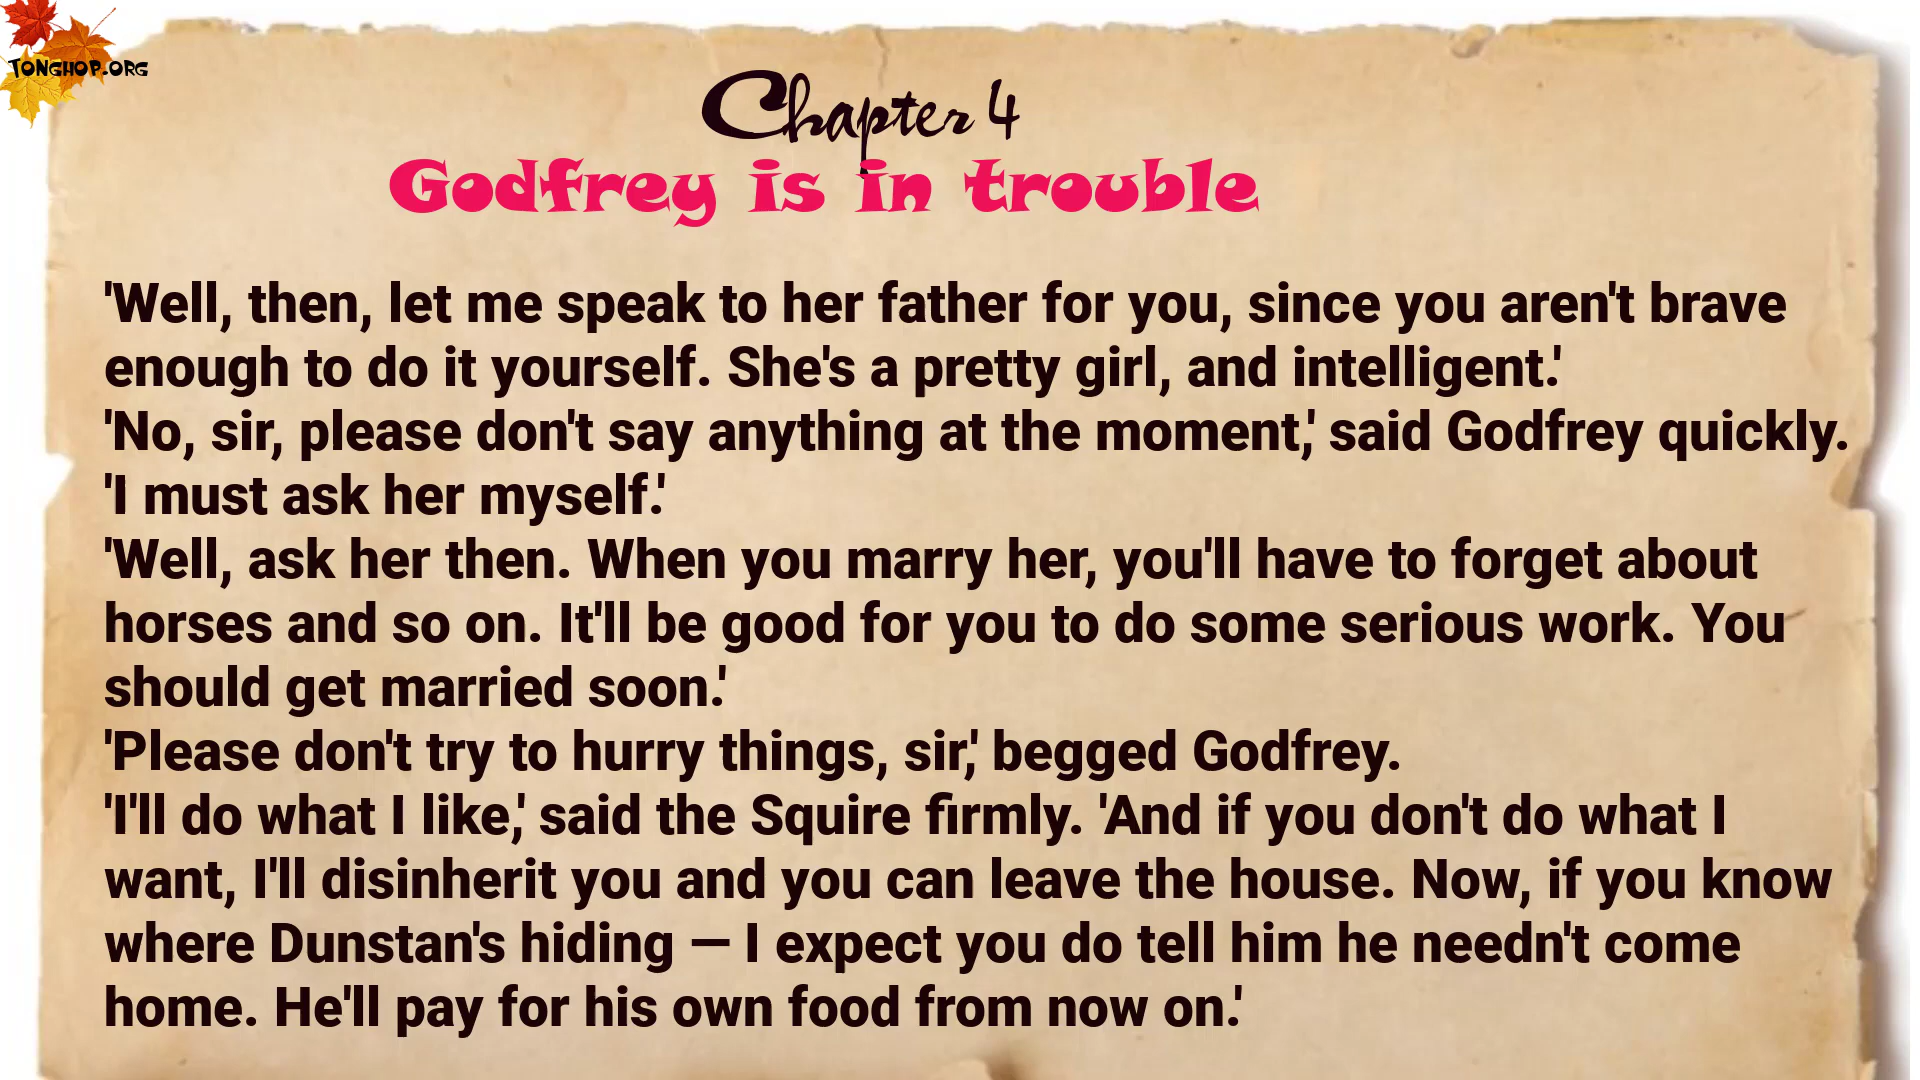 TONGHOP.ORG
Chapter 4
Godfrey is in trouble
'Well, then, let me speak to her father for you, since you aren't brave
enough to do it yourself. She's a pretty girl, and intelligent.'
'No, sir, please don't say anything at the moment,' said Godfrey quickly.
'I must ask her myself.'
'Well, ask her then. When you marry her, you'll have to forget about
horses and so on. It'll be good for you to do some serious work. You
should get married soon.'
'Please don't try to hurry things, sir,' begged Godfrey.
'I'll do what I like,' said the Squire firmly. 'And if you don't do what I
want, I'll disinherit you and you can leave the house. Now, if you know
where Dunstan's hiding — I expect you do tell him he needn't come
home. He'll pay for his own food from now on.'